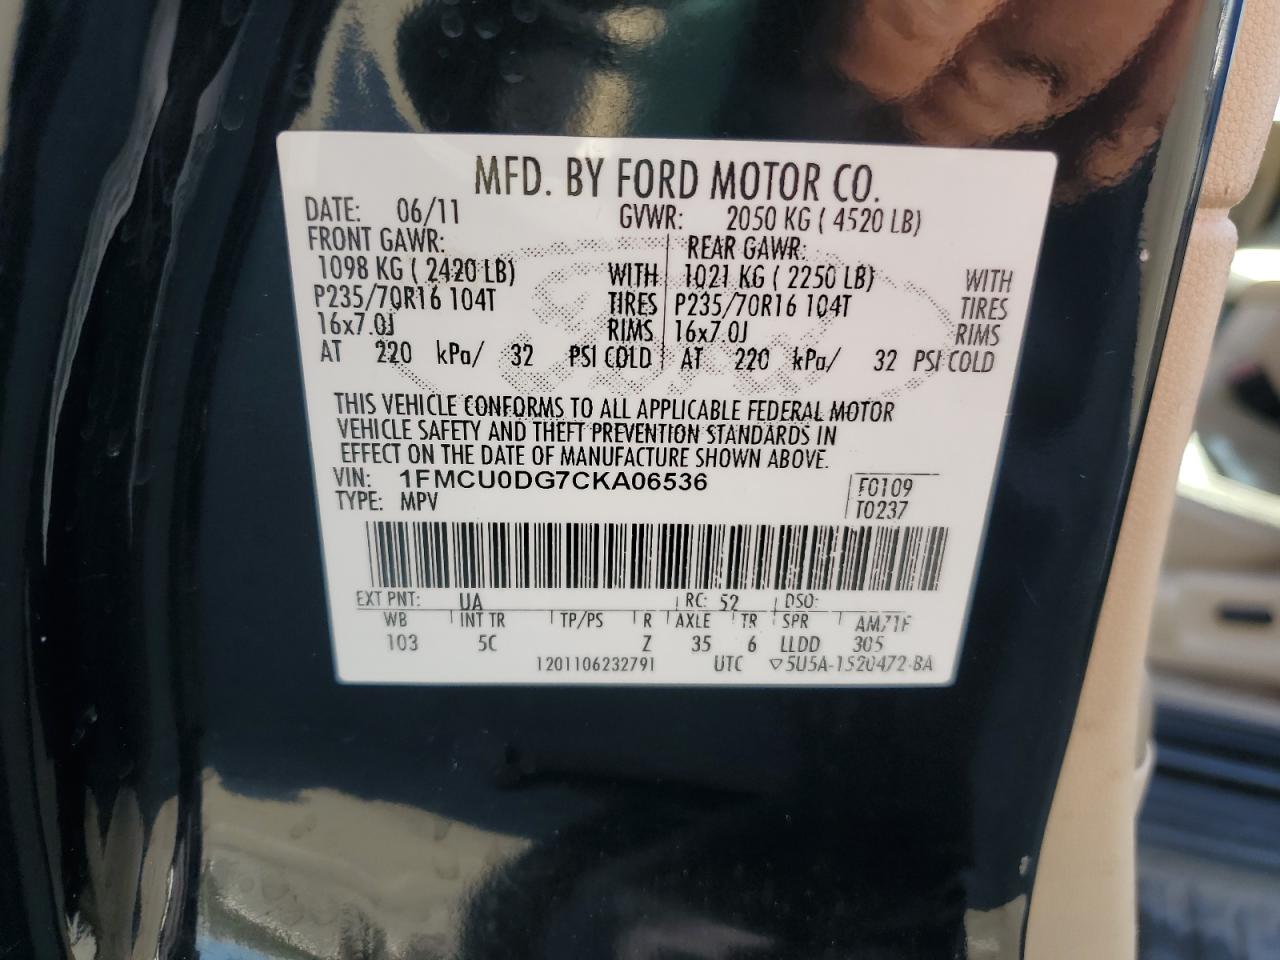 MFD. BY FORD MOTOR CO.
DATE: 06/11 GVWR: 2050 KG ( 4520 LB)
FRONT GAWR: REAR GAWR:
1098 KG ( 2420 LB) WITH 1021 KG ( 2250 LB) WITH
P235/70R16 104T TIRES P235/70R16 104T TIRES
16x7.0J RIMS 16x7.0J RIMS
AT 220 kPa/ 32 PSI COLD AT 220 kPa/ 32 PSI COLD
THIS VEHICLE CONFORMS TO ALL APPLICABLE FEDERAL MOTOR
VEHICLE SAFETY AND THEFT PREVENTION STANDARDS IN
EFFECT ON THE DATE OF MANUFACTURE SHOWN ABOVE.
VIN: 1FMCU0DG7CKA06536 F0109
TYPE: MPV T0237
EXT PNT: UA RC: 52 DSO:
WB INT TR TP/PS R AXLE TR SPR
103 5C Z 35 6 LLDD 305
1201106232791 UTC ▽5U5A-1520472-BA